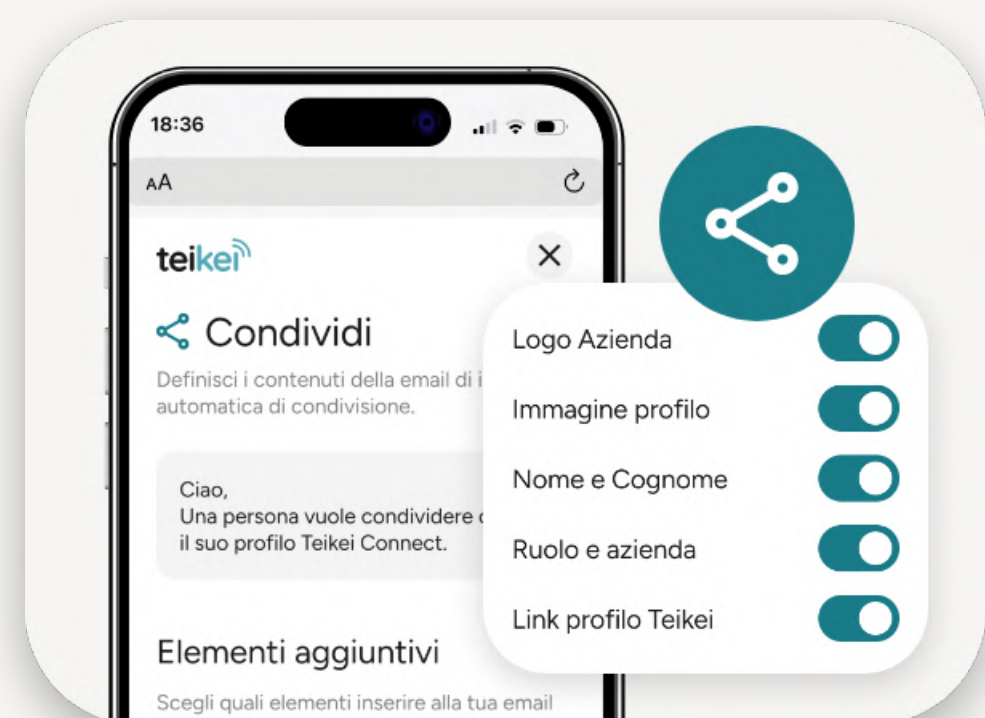 18:36
AA
teikei
Condividi
Definisci i contenuti della email di
automatica di condivisione.
Ciao,
Una persona vuole condividere
il suo profilo Teikei Connect.
Elementi aggiuntivi
Scegli quali elementi inserire alla tua email
Logo Azienda
Immagine profilo
Nome e Cognome
Ruolo e azienda
Link profilo Teikei